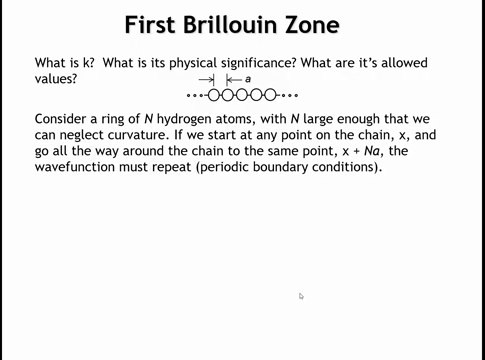 First Brillouin Zone
What is k?  What is its physical significance? What are it's allowed
values?
a
Consider a ring of N hydrogen atoms, with N large enough that we
can neglect curvature. If we start at any point on the chain, x, and
go all the way around the chain to the same point, x + Na, the
wavefunction must repeat (periodic boundary conditions).